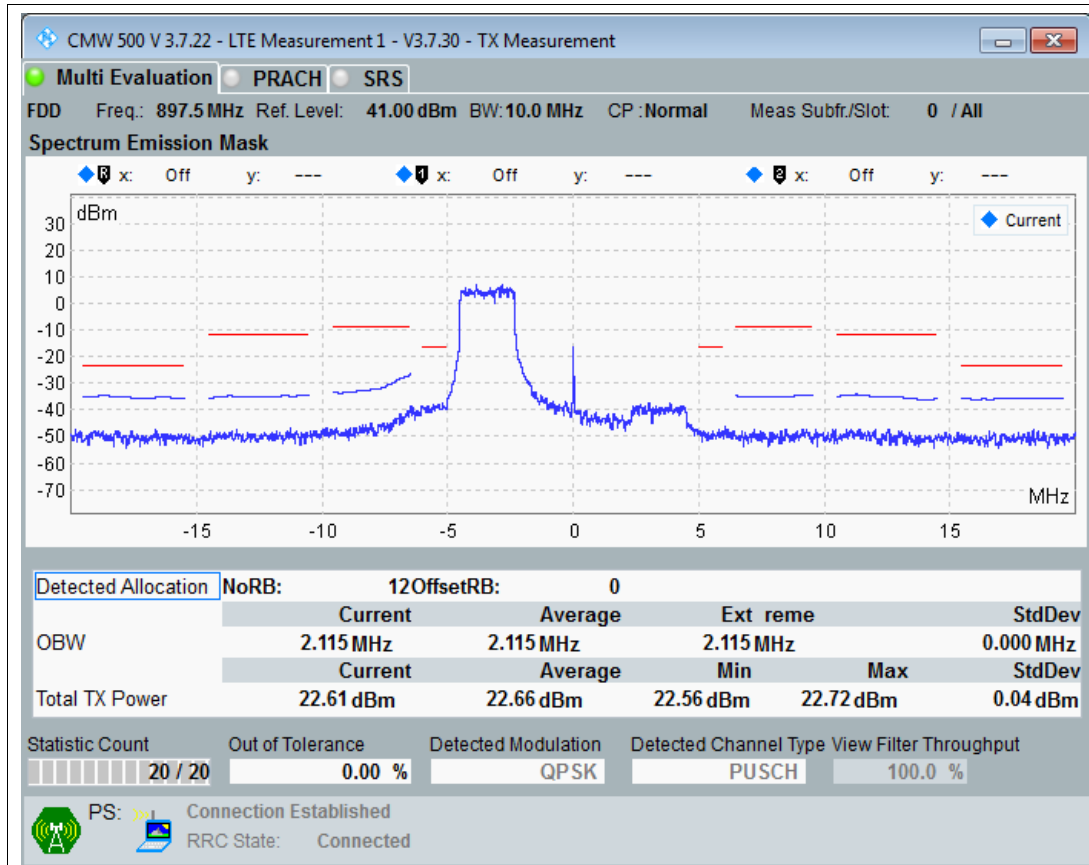 CMW 500 V 3.7.22 - LTE Measurement 1 - V3.7.30 - TX Measurement
Multi Evaluation PRACH SRS
FDD Freq.: 897.5 MHz Ref. Level: 41.00 dBm BW: 10.0 MHz CP : Normal Meas Subfr./Slot: 0 / All
Spectrum Emission Mask
R x: Off y: --- 1 x: Off y: --- 2 x: Off y: ---
dBm
Current
30
20
10
0
-10
-20
-30
-40
-50
-60
-70
MHz
-15 -10 -5 0 5 10 15
Detected Allocation NoRB: 12 OffsetRB: 0
Current Average Ext reme StdDev
OBW 2.115 MHz 2.115 MHz 2.115 MHz 0.000 MHz
Current Average Min Max StdDev
Total TX Power 22.61 dBm 22.66 dBm 22.56 dBm 22.72 dBm 0.04 dBm
Statistic Count Out of Tolerance Detected Modulation Detected Channel Type View Filter Throughput
20 / 20 0.00 % QPSK PUSCH 100.0 %
PS: Connection Established
RRC State: Connected